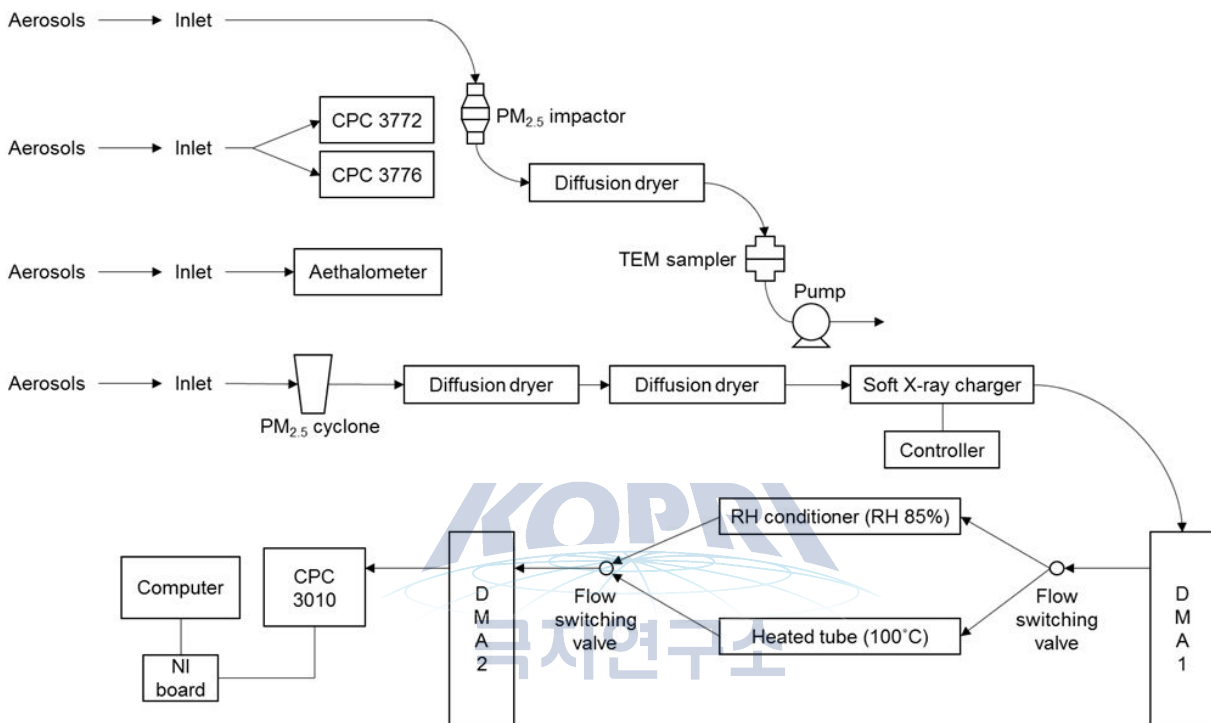 Aerosols Inlet
PM2.5 impactor
CPC 3772
Aerosols Inlet
CPC 3776
Diffusion dryer
TEM sampler
Aerosols Inlet Aethalometer
Pump
Aerosols Inlet
PM2.5 cyclone
Diffusion dryer
Diffusion dryer
Soft X-ray charger
Controller
KOPRI
극지연구소
RH conditioner (RH 85%)
Heated tube (100˚C)
Flow
switching
valve
Flow
switching
valve
D
M
A
1
D
M
A
2
CPC
3010
Computer
NI
board